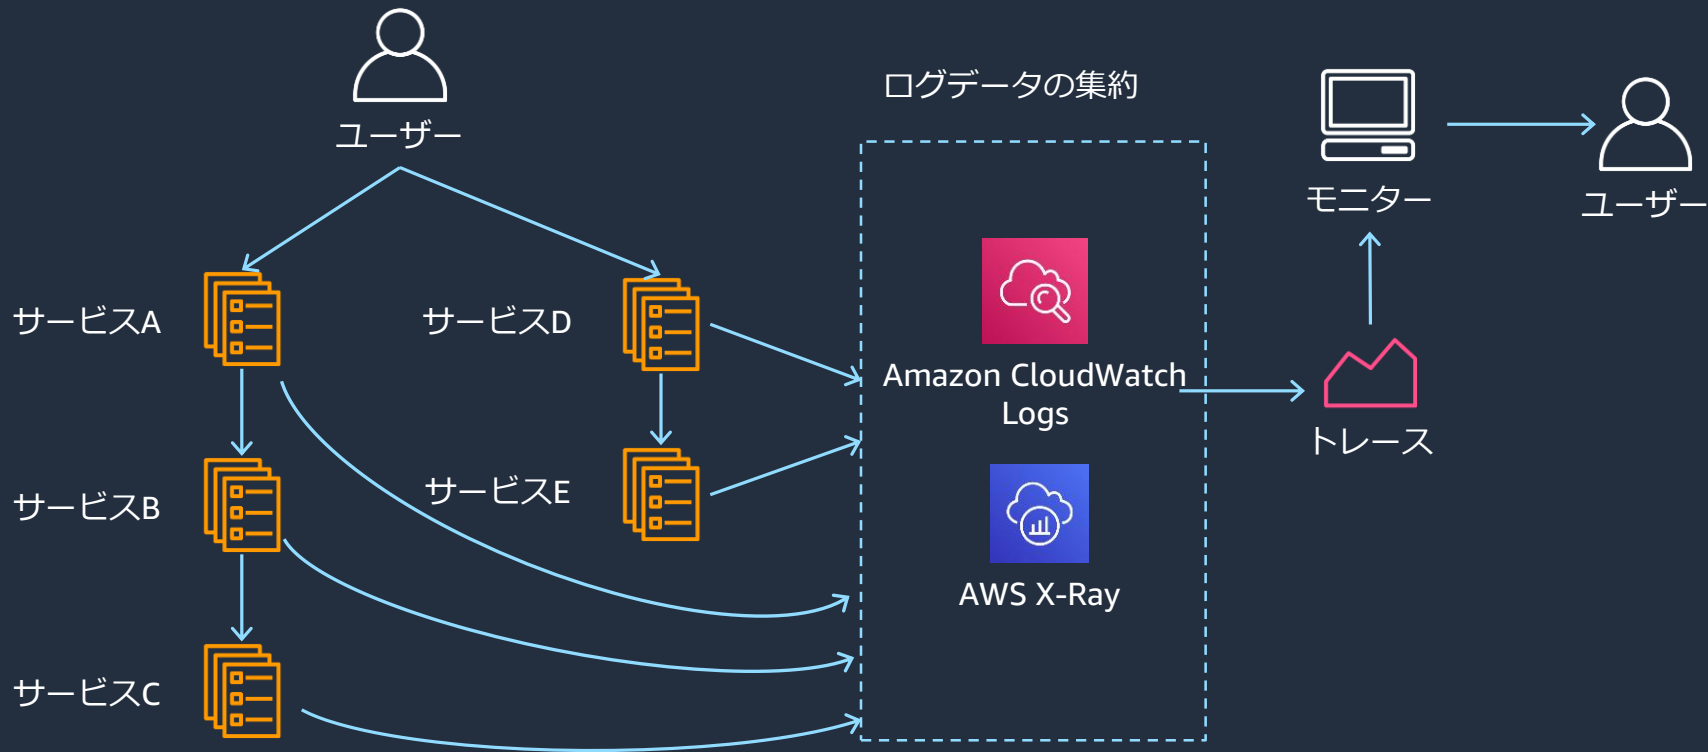 ユーザー
ログデータの集約
モニター
ユーザー
サービスA
サービスD
Amazon CloudWatch
Logs
トレース
サービスB
サービスE
AWS X-Ray
サービスC